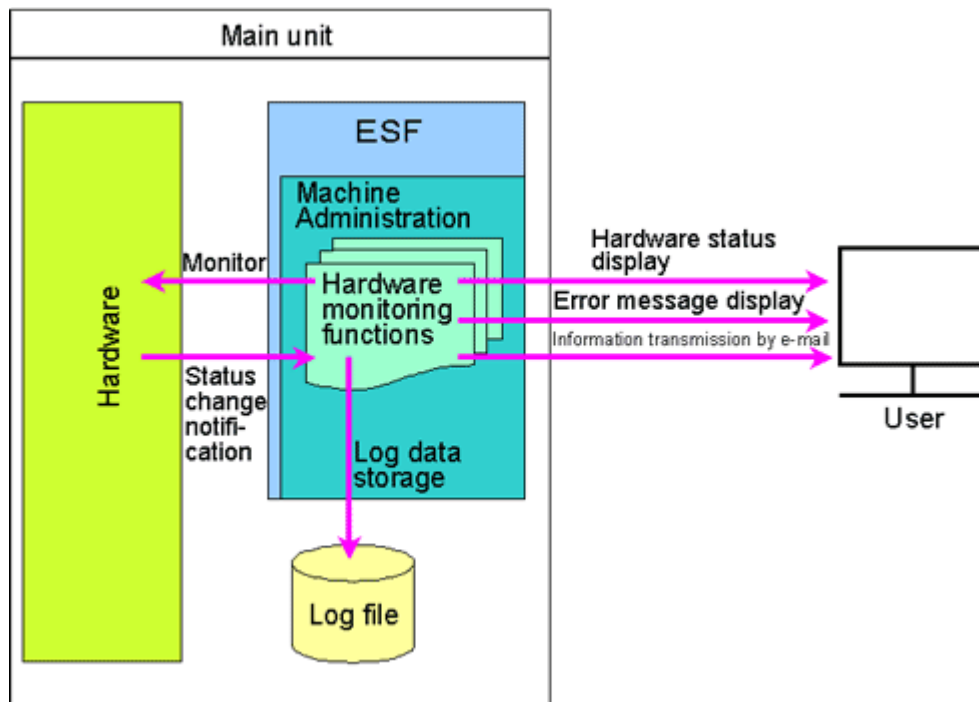 Main unit
ESF
Machine
Administration
Hardware
Monitor
Hardware
monitoring
functions
Status
change
notifi-
cation
Log data
storage
Log file
Hardware status
display
Error message display
Information transmission by e-mail
User